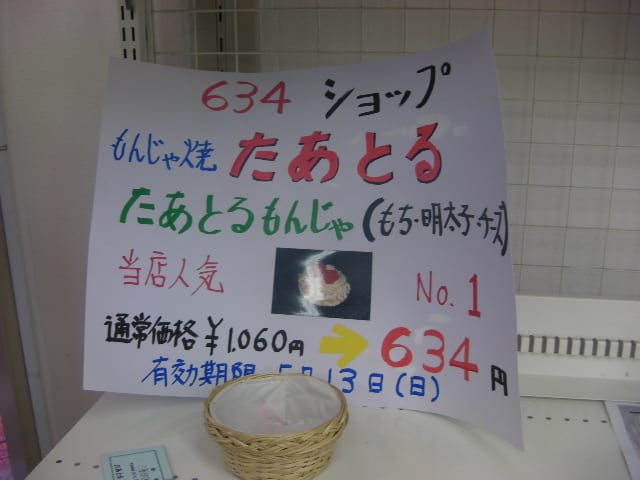 634 ショップ
もんじゃ焼 たあとる
たあとるもんじゃ(もち・明太子・チーズ)
当店人気 No.1
通常価格¥1.060円 → 634円
有効期限 5月13日(日)